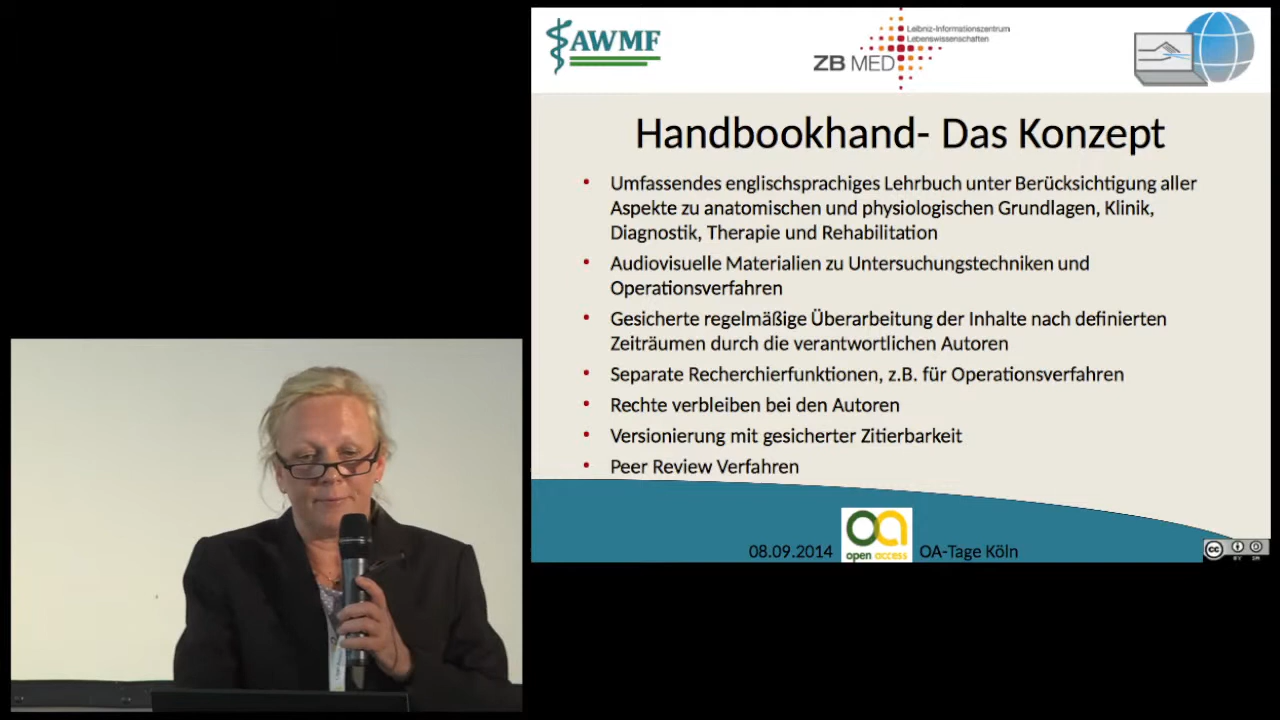 AWMF
ZB MED
Leibniz-Informationszentrum
Lebenswissenschaften
Handbookhand- Das Konzept
• Umfassendes englischsprachiges Lehrbuch unter Berücksichtigung aller
Aspekte zu anatomischen und physiologischen Grundlagen, Klinik,
Diagnostik, Therapie und Rehabilitation
• Audiovisuelle Materialien zu Untersuchungstechniken und
Operationsverfahren
• Gesicherte regelmäßige Überarbeitung der Inhalte nach definierten
Zeiträumen durch die verantwortlichen Autoren
• Separate Recherchierfunktionen, z.B. für Operationsverfahren
• Rechte verbleiben bei den Autoren
• Versionierung mit gesicherter Zitierbarkeit
• Peer Review Verfahren
08.09.2014
oa
open access
OA-Tage Köln
cc